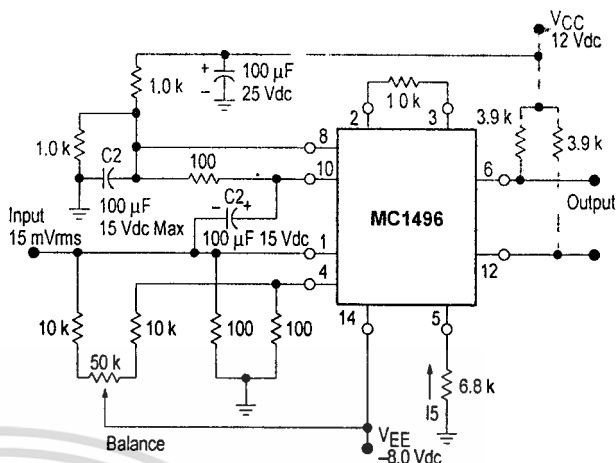 VCC
12 Vdc
1.0 k
+
–
100 µF
25 Vdc
1.0 k
2
3
3.9 k
3.9 k
1.0 k
8
C2
100
10
6
100 µF
15 Vdc Max
– C2 +
100 µF 15 Vdc
MC1496
Output
Input
15 mVrms
1
4
12
14
5
10 k
10 k
100
100
50 k
I5
6.8 k
Balance
VEE
–8.0 Vdc